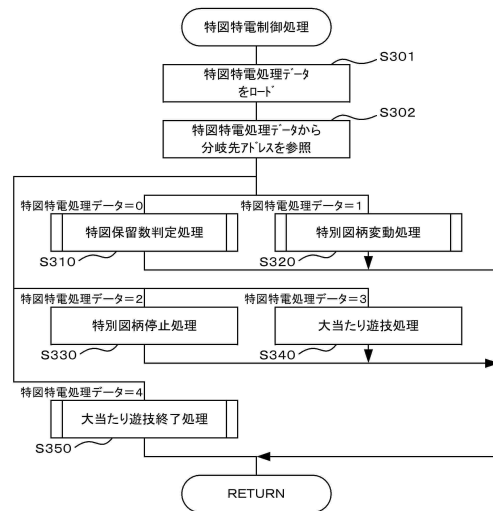 特図特電制御処理
S301
特図特電処理データ
をロード
S302
特図特電処理データから
分岐先アドレスを参照
特図特電処理データ=0
特図特電処理データ=1
特図保留数判定処理
特別図柄変動処理
S310
S320
特図特電処理データ=2
特図特電処理データ=3
特別図柄停止処理
大当たり遊技処理
S330
S340
特図特電処理データ=4
大当たり遊技終了処理
S350
RETURN